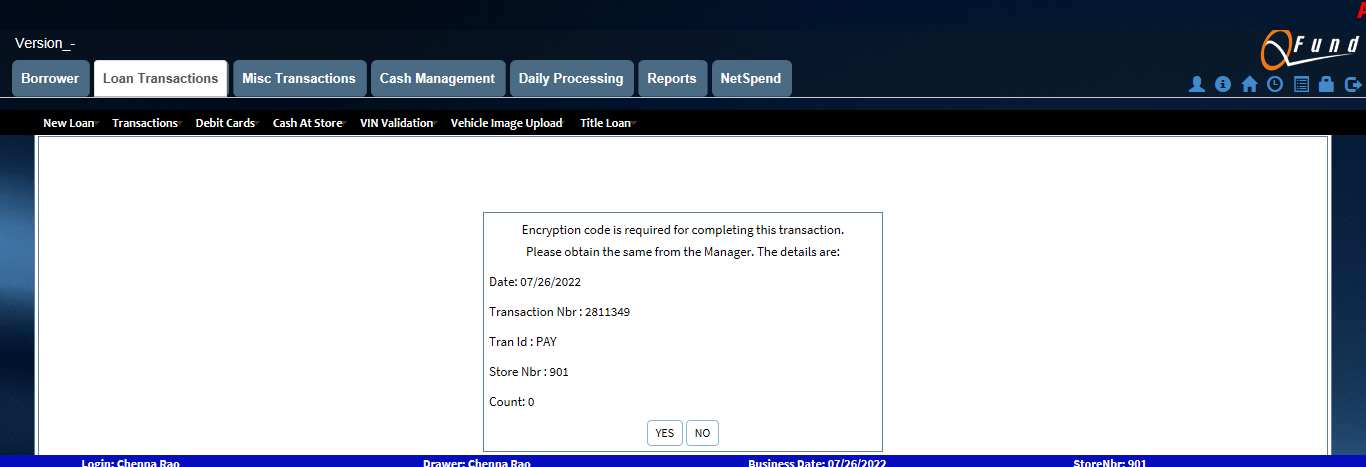 Version_-
Fund
Borrower Loan Transactions Misc Transactions Cash Management Daily Processing Reports NetSpend
New Loan Transactions Debit Cards Cash At Store VIN Validation Vehicle Image Upload Title Loan
Encryption code is required for completing this transaction.
Please obtain the same from the Manager. The details are:
Date: 07/26/2022
Transaction Nbr : 2811349
Tran Id : PAY
Store Nbr : 901
Count: 0
YES NO
Login: Chenna Rao Drawer: Chenna Rao Business Date: 07/26/2022 StoreNbr: 901